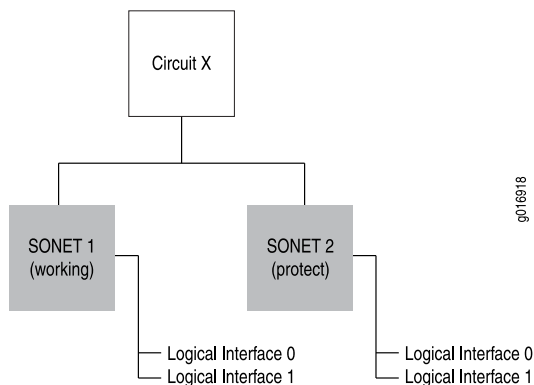 Circuit X
g016918
SONET 1
(working)
SONET 2
(protect)
Logical Interface 0
Logical Interface 1
Logical Interface 0
Logical Interface 1